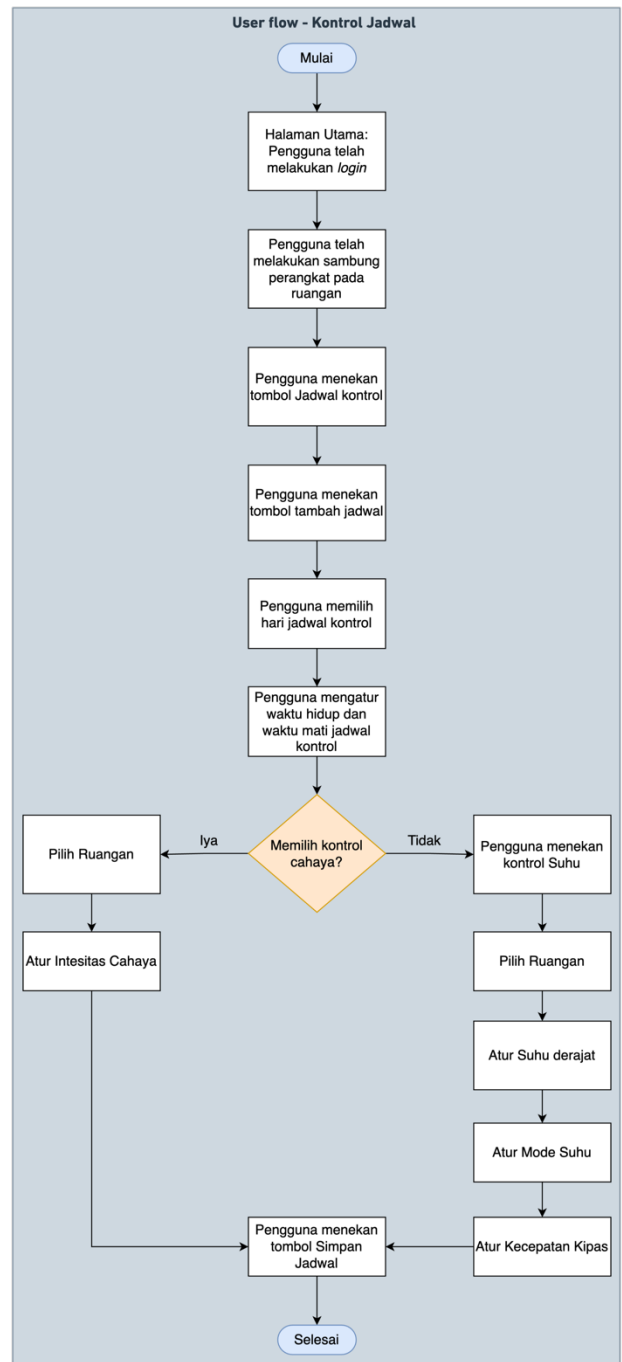 User flow - Kontrol Jadwal
Mulai
Halaman Utama:
Pengguna telah
melakukan login
Pengguna telah
melakukan sambung
perangkat pada
ruangan
Pengguna menekan
tombol Jadwal kontrol
Pengguna menekan
tombol tambah jadwal
Pengguna memilih
hari jadwal kontrol
Pengguna mengatur
waktu hidup dan
waktu mati jadwal
kontrol
Memilih kontrol
cahaya?
Iya
Tidak
Pilih Ruangan
Atur Intesitas Cahaya
Pengguna menekan
kontrol Suhu
Pilih Ruangan
Atur Suhu derajat
Atur Mode Suhu
Atur Kecepatan Kipas
Pengguna menekan
tombol Simpan
Jadwal
Selesai